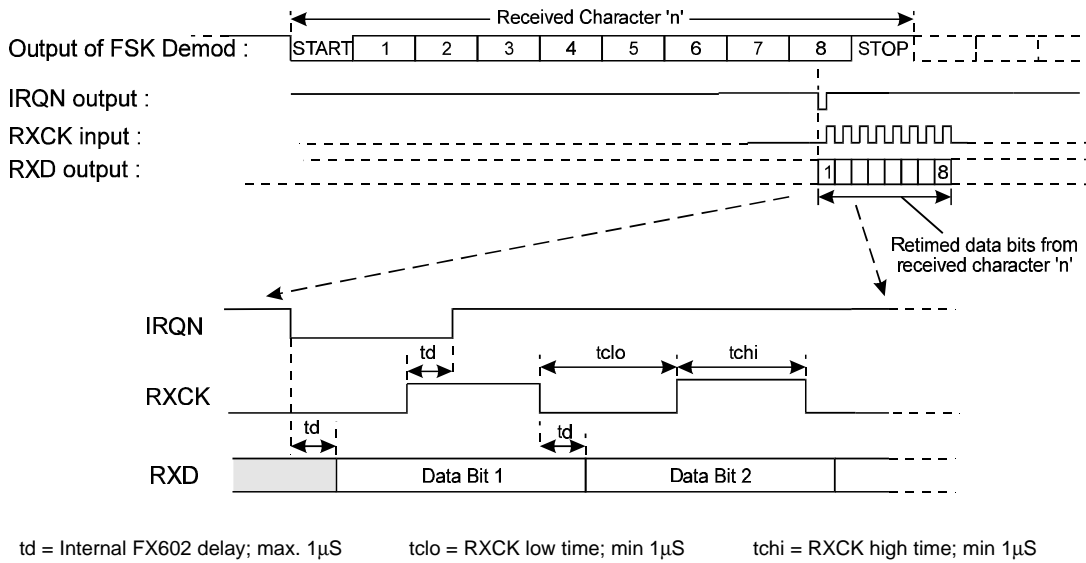 Received Character 'n'
Output of FSK Demod : START 1 2 3 4 5 6 7 8 STOP
IRQN output :
RXCK input :
RXD output : 1 8
Retimed data bits from
received character 'n'
IRQN
td tclo tchi
RXCK
td td
RXD Data Bit 1 Data Bit 2
td = Internal FX602 delay; max. 1µS tclo = RXCK low time; min 1µS tchi = RXCK high time; min 1µS